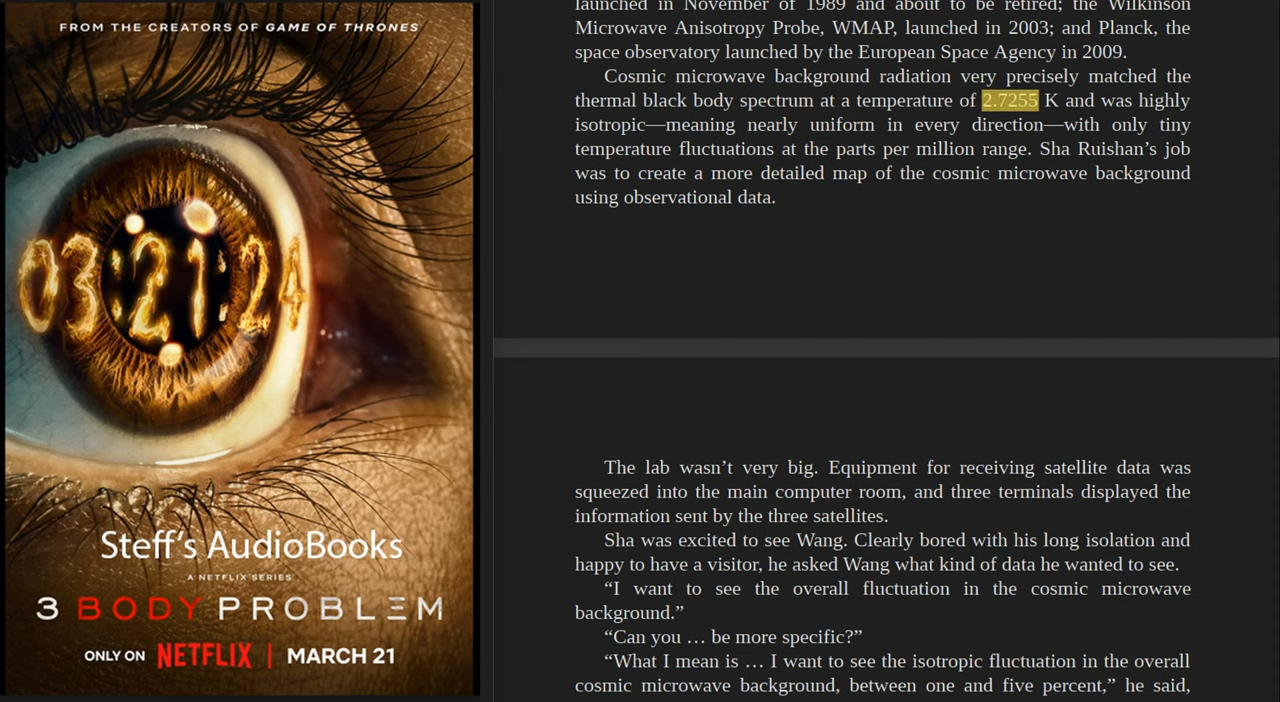 FROM THE CREATORS OF GAME OF THRONES
03:21:24
Steff's AudioBooks
A NETFLIX SERIES
3 BODY PROBLEM
ONLY ON NETFLIX | MARCH 21
launched in November of 1989 and about to be retired; the Wilkinson
Microwave Anisotropy Probe, WMAP, launched in 2003; and Planck, the
space observatory launched by the European Space Agency in 2009.
Cosmic microwave background radiation very precisely matched the
thermal black body spectrum at a temperature of 2.7255 K and was highly
isotropic—meaning nearly uniform in every direction—with only tiny
temperature fluctuations at the parts per million range. Sha Ruishan’s job
was to create a more detailed map of the cosmic microwave background
using observational data.
The lab wasn’t very big. Equipment for receiving satellite data was
squeezed into the main computer room, and three terminals displayed the
information sent by the three satellites.
Sha was excited to see Wang. Clearly bored with his long isolation and
happy to have a visitor, he asked Wang what kind of data he wanted to see.
“I want to see the overall fluctuation in the cosmic microwave
background.”
“Can you … be more specific?”
“What I mean is … I want to see the isotropic fluctuation in the overall
cosmic microwave background, between one and five percent,” he said,